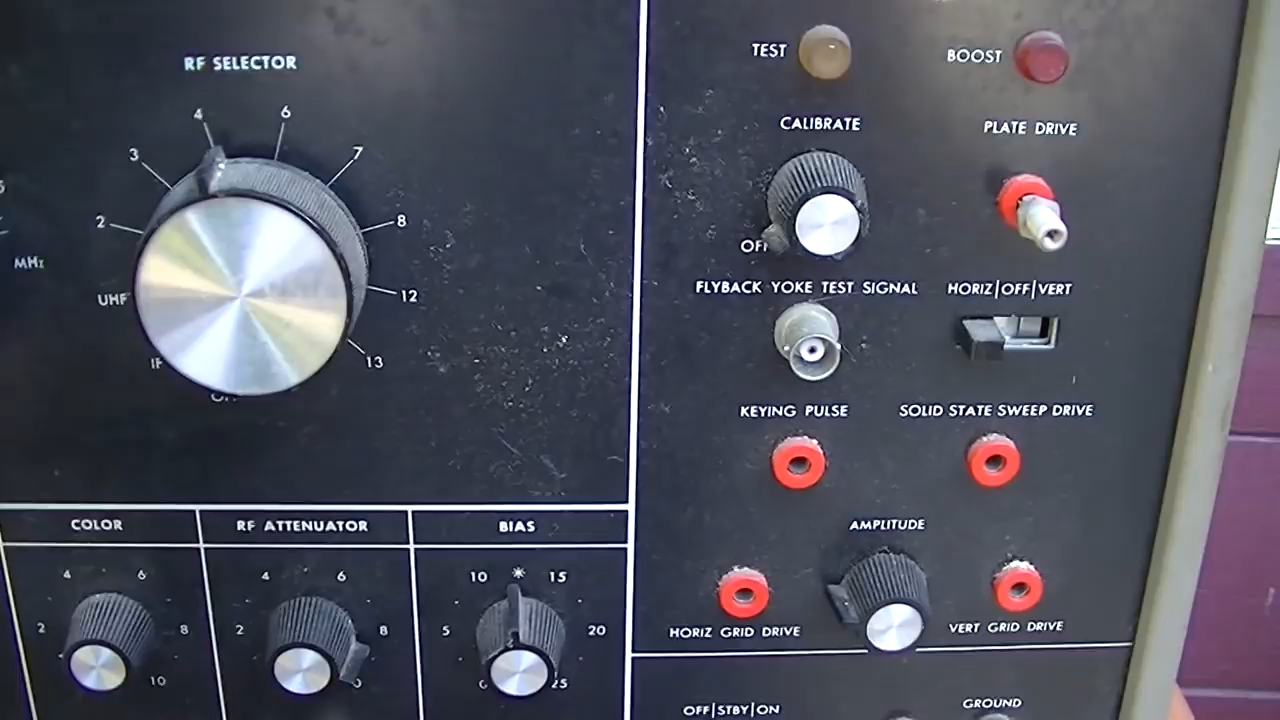 RF SELECTOR
4
6
3
7
2
8
MHz
UHF
12
IF
13
TEST
BOOST
CALIBRATE
PLATE DRIVE
OFF
FLYBACK YOKE TEST SIGNAL
HORIZ|OFF|VERT
KEYING PULSE
SOLID STATE SWEEP DRIVE
AMPLITUDE
HORIZ GRID DRIVE
VERT GRID DRIVE
COLOR
RF ATTENUATOR
BIAS
4
6
2
8
10
4
6
2
8
10
15
5
20
0
25
OFF|STBY|ON
GROUND